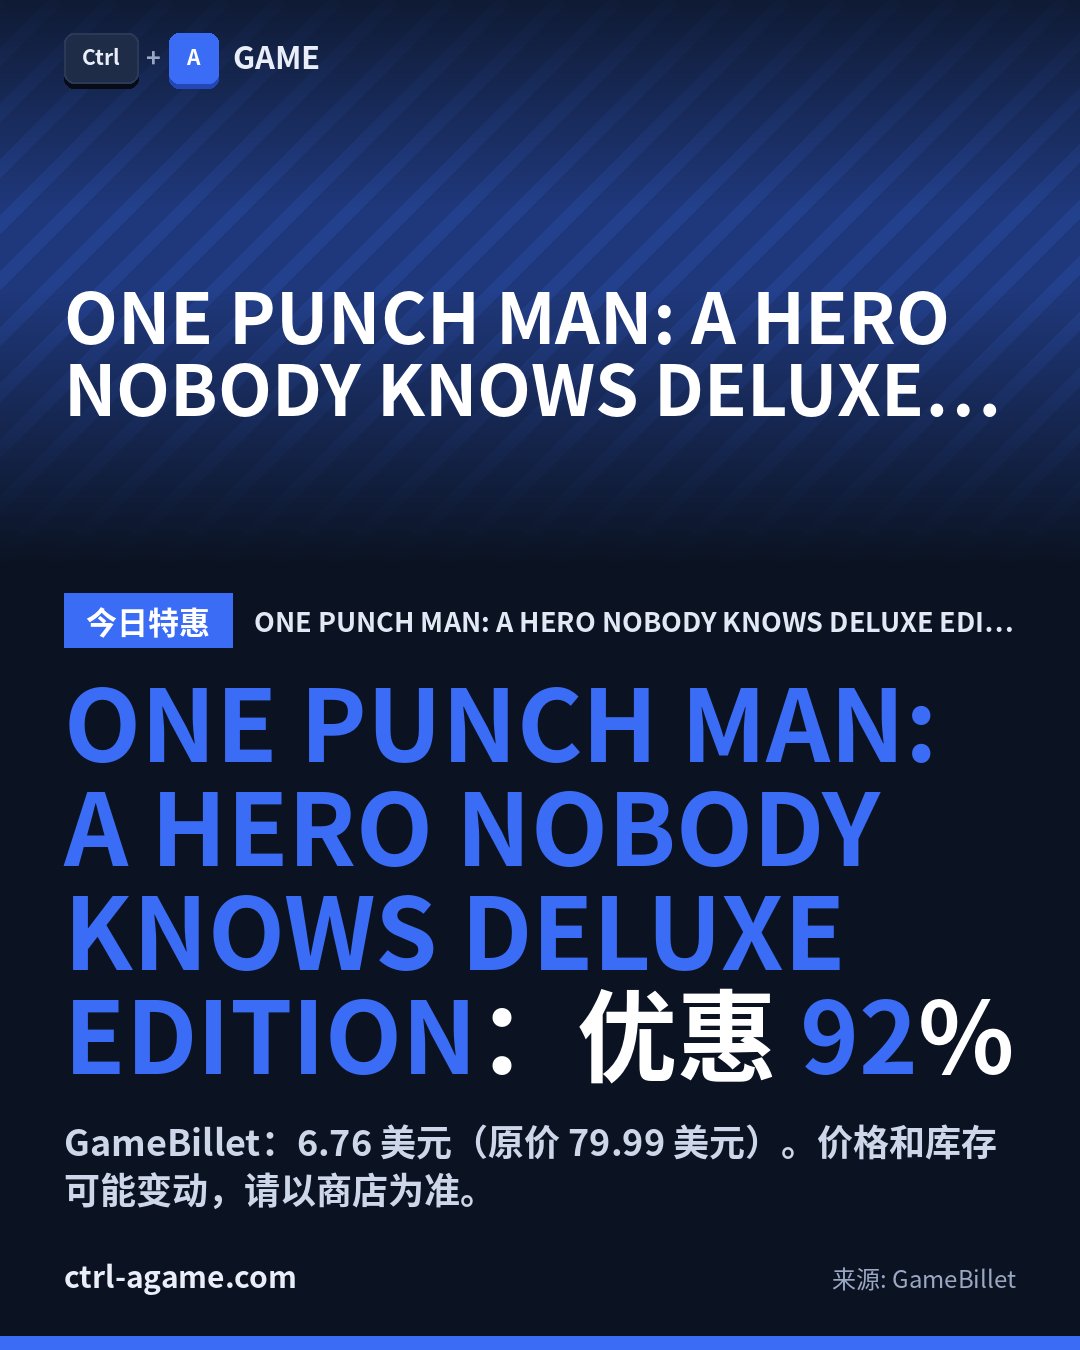 Ctrl + A GAME
ONE PUNCH MAN: A HERO
NOBODY KNOWS DELUXE…
今日特惠 ONE PUNCH MAN: A HERO NOBODY KNOWS DELUXE EDI…
ONE PUNCH MAN:
A HERO NOBODY
KNOWS DELUXE
EDITION：优惠 92%
GameBillet：6.76 美元（原价 79.99 美元）。价格和库存
可能变动，请以商店为准。
ctrl-agame.com
来源: GameBillet